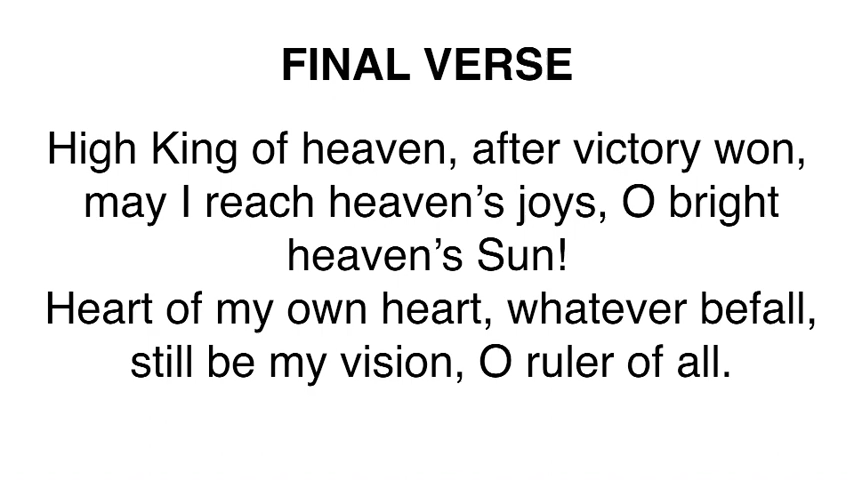 FINAL VERSE
High King of heaven, after victory won,
may I reach heaven’s joys, O bright
heaven’s Sun!
Heart of my own heart, whatever befall,
still be my vision, O ruler of all.